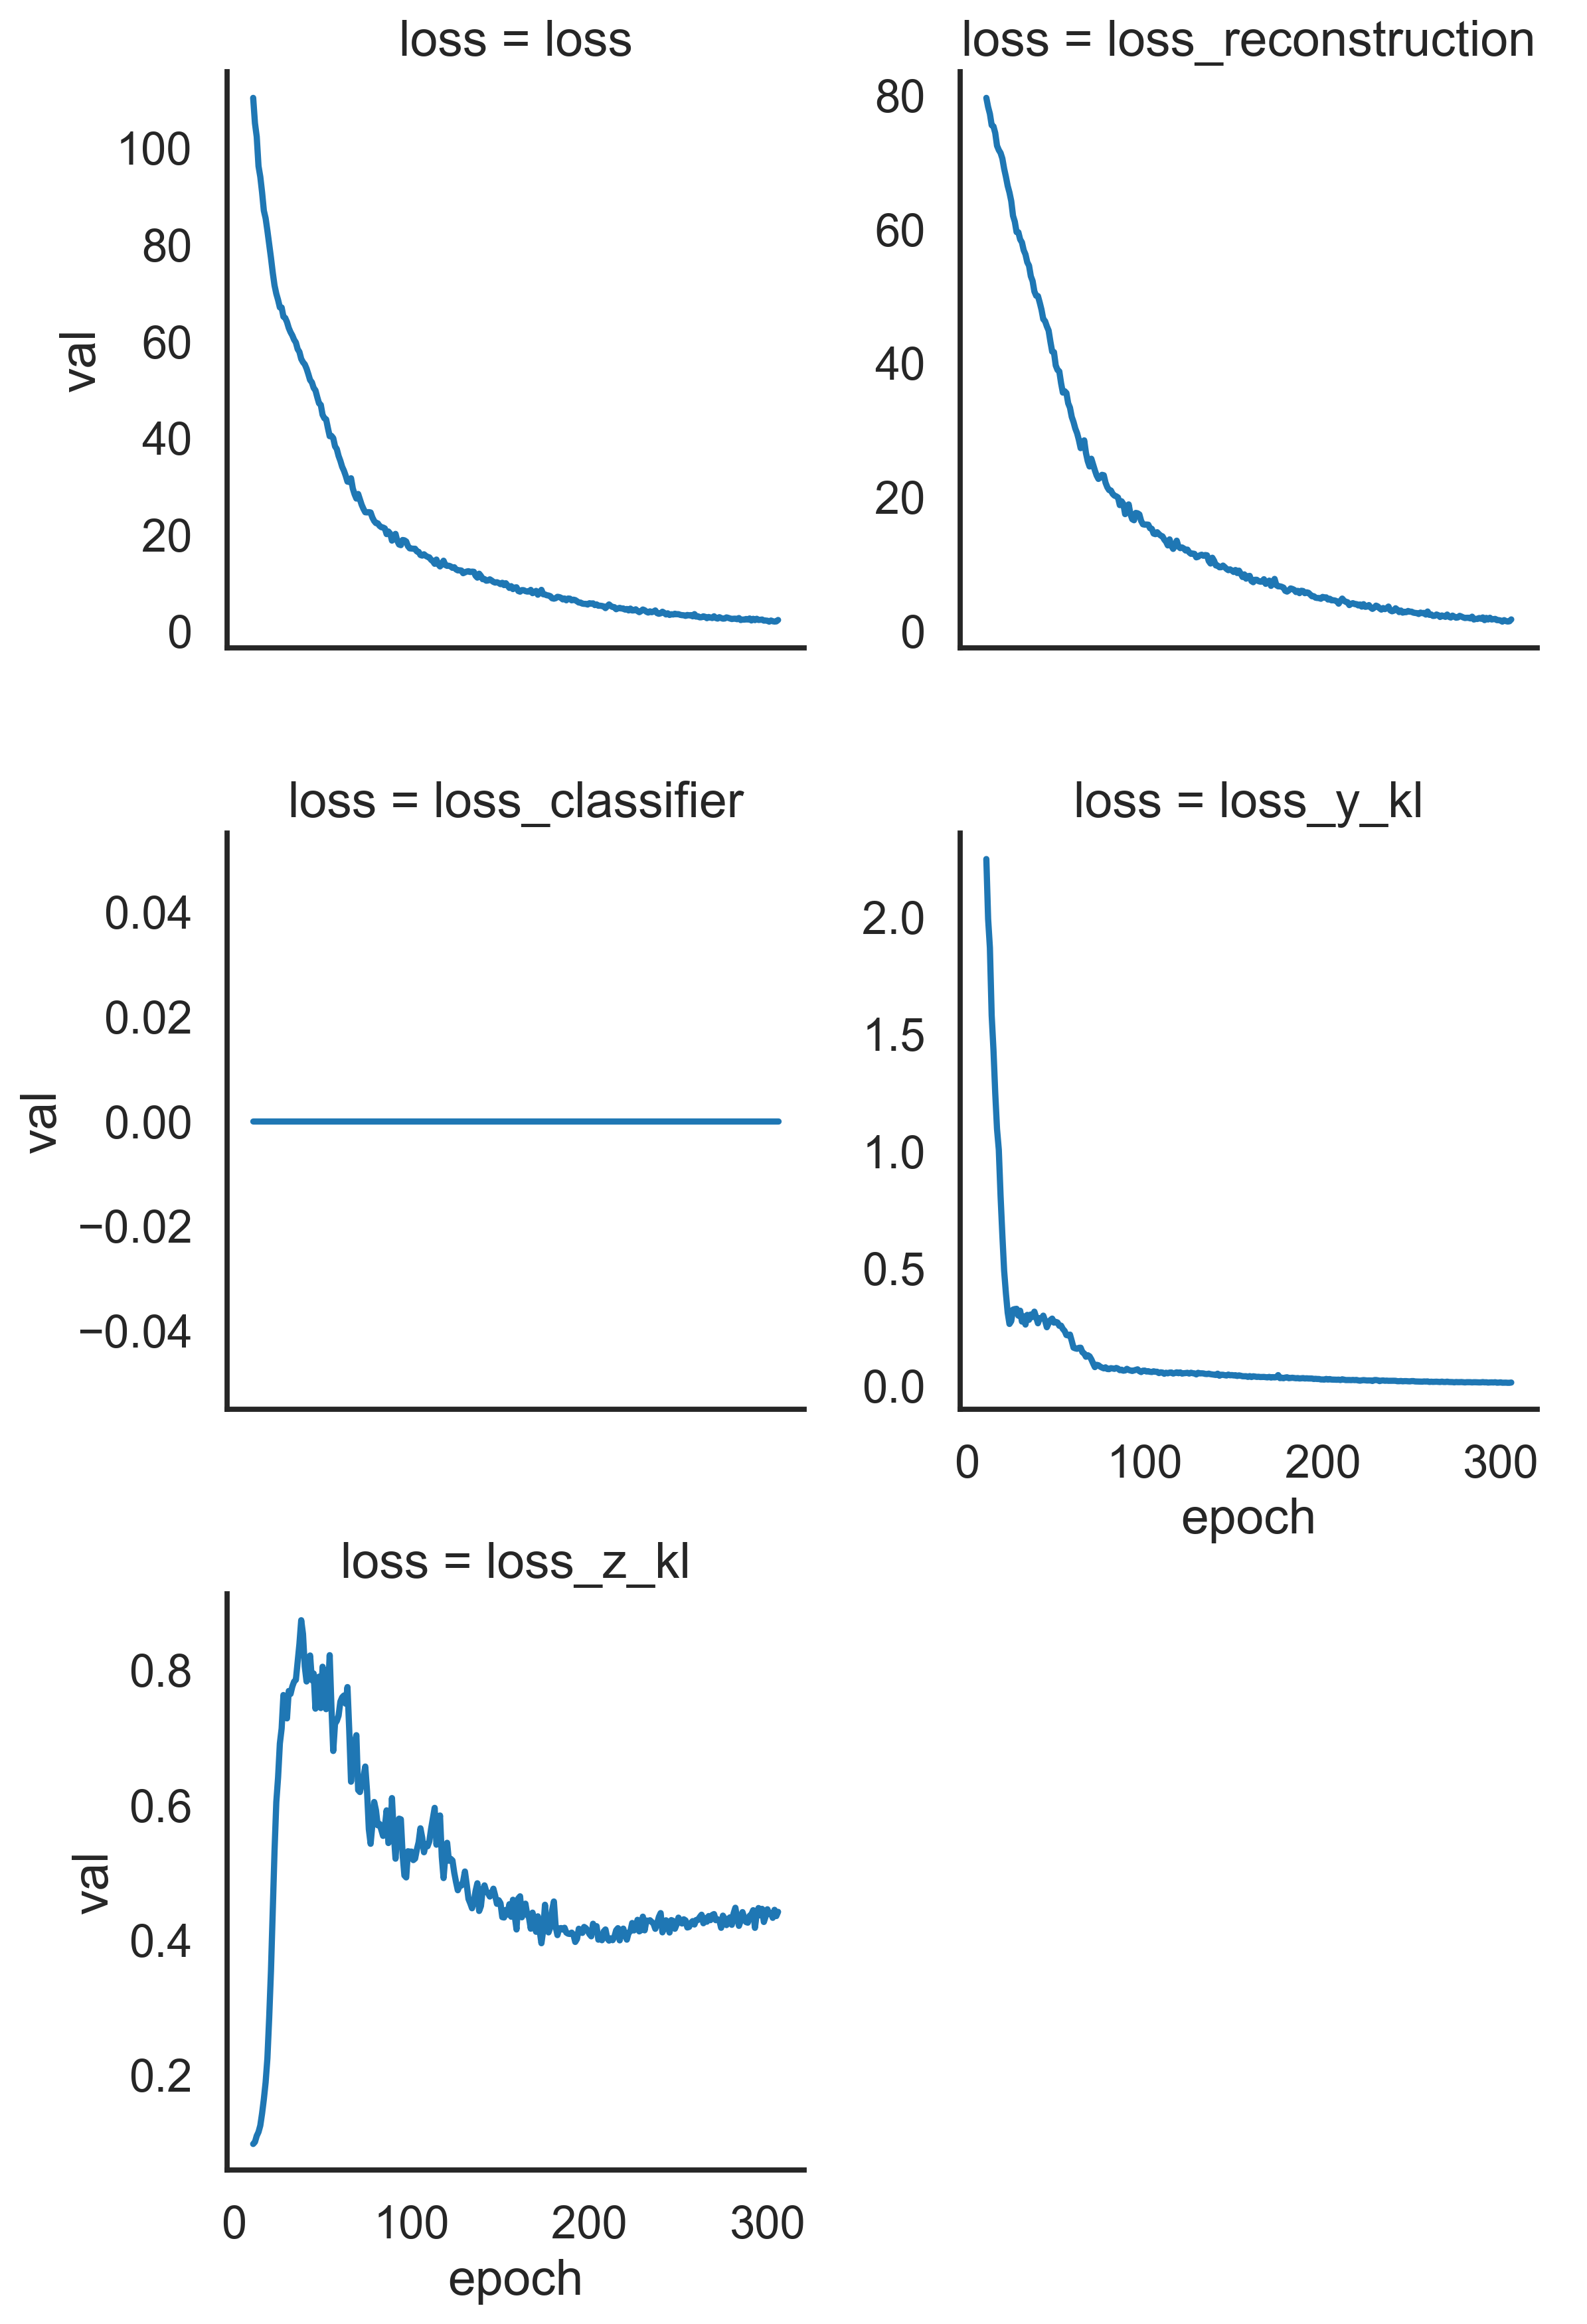 loss = loss
100
80
60
40
20
0
val
loss = loss_reconstruction
80
60
40
20
0
loss = loss_classifier
0.04
0.02
0.00
−0.02
−0.04
val
loss = loss_y_kl
2.0
1.5
1.0
0.5
0.0
0 100 200 300
epoch
loss = loss_z_kl
0.8
0.6
0.4
0.2
val
0 100 200 300
epoch